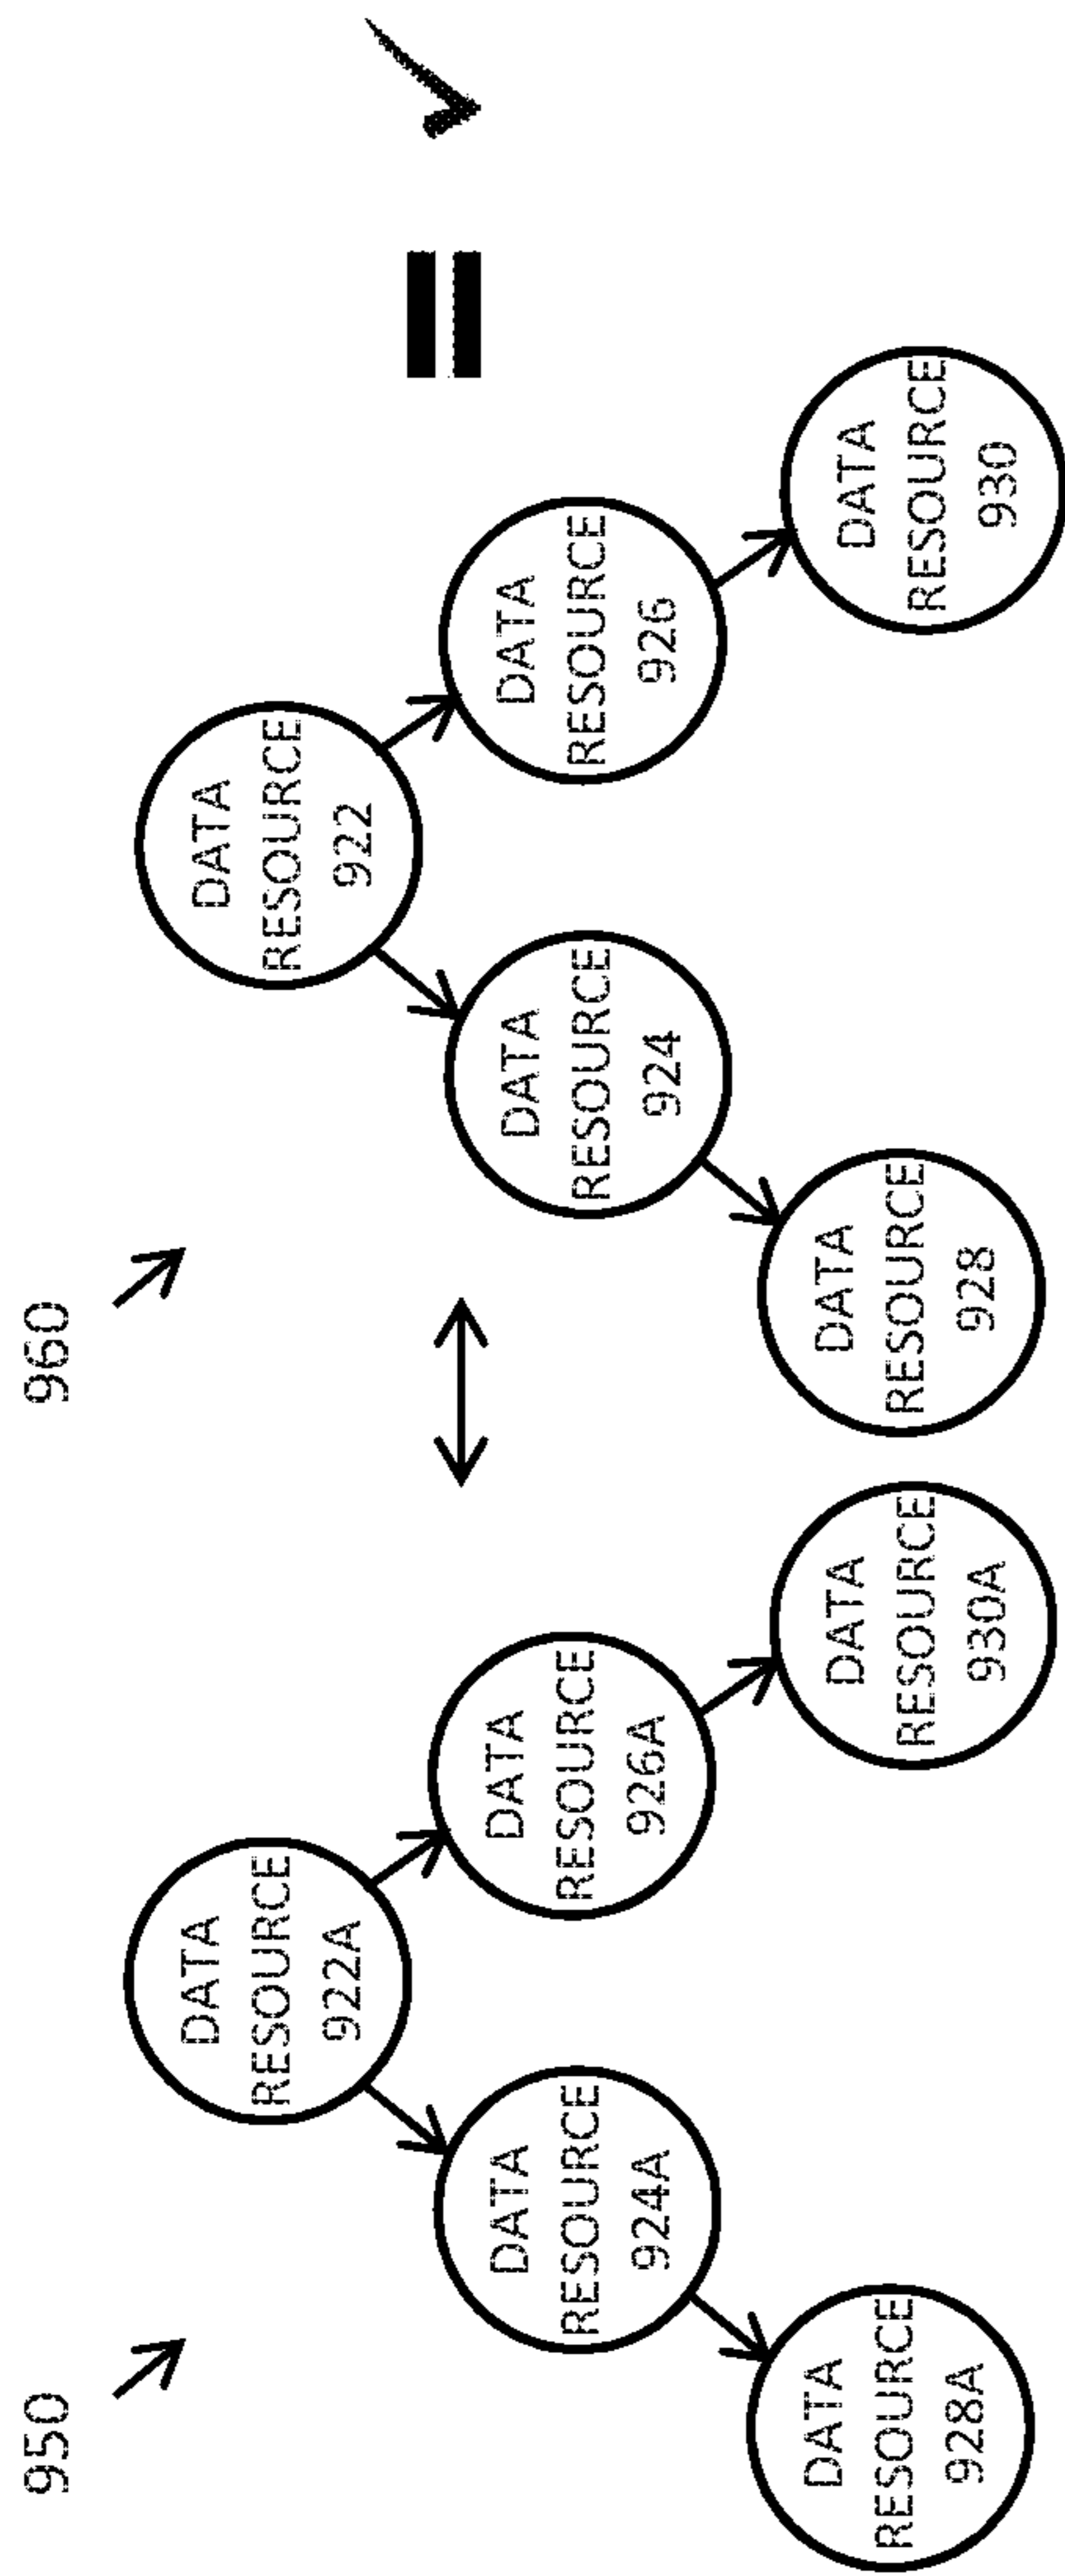 950
960
DATA
RESOURCE
922A
DATA
RESOURCE
924A
DATA
RESOURCE
926A
DATA
RESOURCE
928A
DATA
RESOURCE
930A
DATA
RESOURCE
922
DATA
RESOURCE
924
DATA
RESOURCE
926
DATA
RESOURCE
928
DATA
RESOURCE
930
=